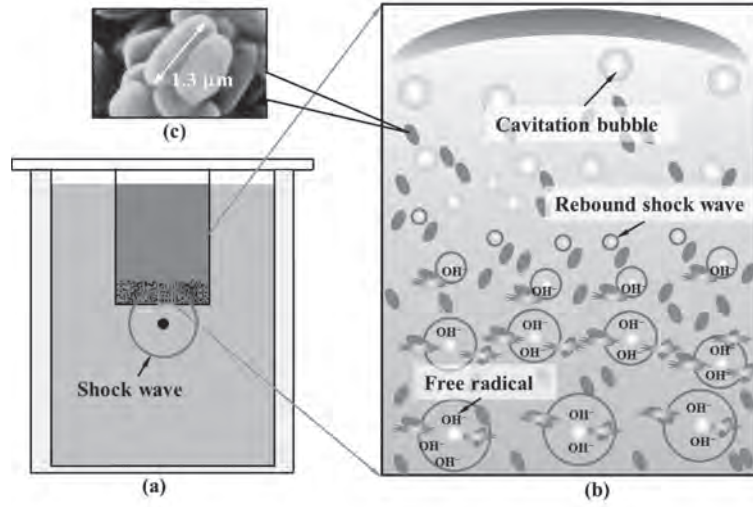 1.3 μm
(c)
Cavitation bubble
Rebound shock wave
OH⁻
OH⁻
OH⁻
OH⁻
OH⁻
OH⁻
OH⁻
OH⁻
OH⁻
OH⁻
OH⁻
Shock wave
Free radical
OH⁻
OH⁻
OH⁻
OH⁻
OH⁻
OH⁻
OH⁻
(a)
(b)